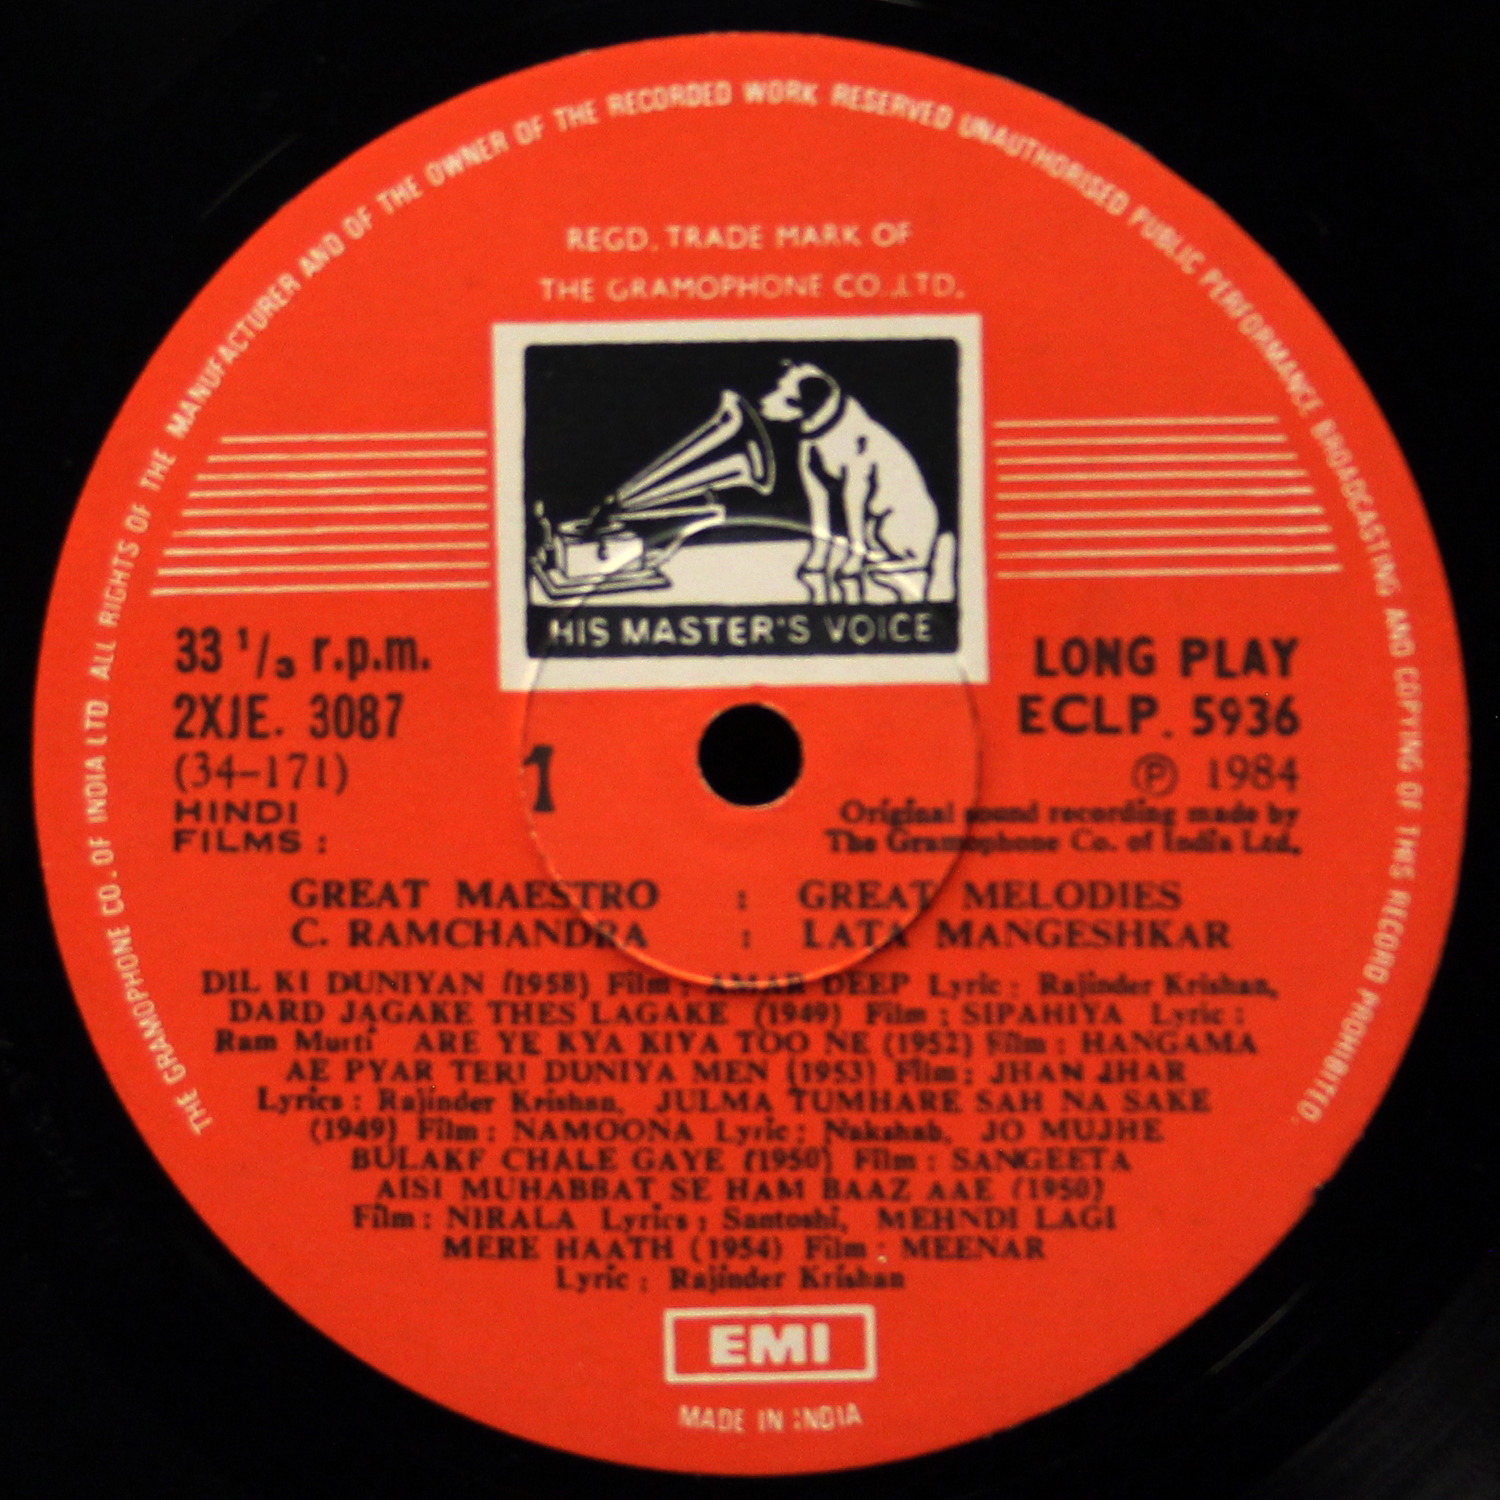 THE GRAMOPHONE CO. OF INDIA LTD. ALL RIGHTS OF THE MANUFACTURER AND OF THE OWNER OF THE RECORDED WORK RESERVED UNAUTHORISED PUBLIC PERFORMANCE BROADCASTING AND COPYING OF THIS RECORD PROHIBITED.
REGD. TRADE MARK OF
THE GRAMOPHONE CO. LTD.
HIS MASTER'S VOICE
33 1/3 r.p.m.
LONG PLAY
2XJE. 3087
ECLP. 5936
(34-171)
1
℗ 1984
HINDI
FILMS :
Original sound recording made by
The Gramophone Co. of India Ltd.
GREAT MAESTRO : GREAT MELODIES
C. RAMCHANDRA : LATA MANGESHKAR
DIL KI DUNIYAN (1958) Film : AMAR DEEP Lyric : Rajinder Krishan,
DARD JAGAKE THES LAGAKE (1949) Film : SIPAHIYA Lyric :
Ram Murti ARE YE KYA KIYA TOO NE (1952) Film : HANGAMA
AE PYAR TERI DUNIYA MEN (1953) Film : JHAN JHAR
Lyrics : Rajinder Krishan, JULMA TUMHARE SAH NA SAKE
(1949) Film : NAMOONA Lyric : Nakshab, JO MUJHE
BULAKE CHALE GAYE (1950) Film : SANGEETA
AISI MUHABBAT SE HAM BAAZ AAE (1950)
Film : NIRALA Lyrics : Santoshi, MEHNDI LAGI
MERE HAATH (1954) Film : MEENAR
Lyric : Rajinder Krishan
EMI
MADE IN INDIA